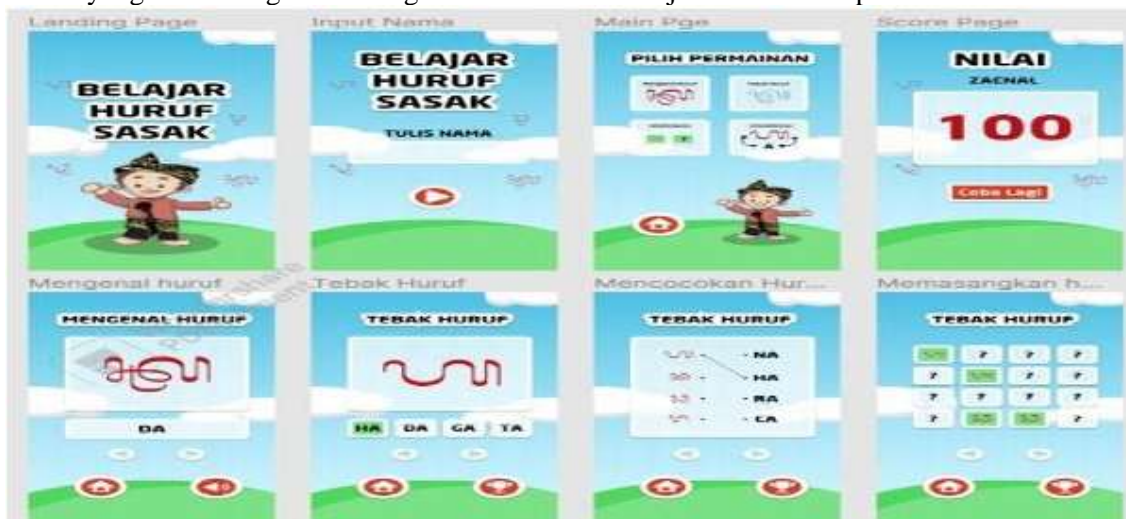 Landing Page
Input Nama
Main Pge
Score Page
BELAJAR
HURUF
SASAK
BELAJAR
HURUF
SASAK
TULIS NAMA
PILIH PERMAINAN
NILAI
ZAENAL
100
Coba Lagi
Mengenal huruf
Tebak Huruf
Mencocokan Hur...
Memasangkan h...
MENGENAL HURUF
DA
TEBAK HURUF
HA DA GA TA
TEBAK HURUF
- NA
- HA
- RA
- CA
TEBAK HURUF
? ? ?
? ? ?
? ? ? ?
? ?